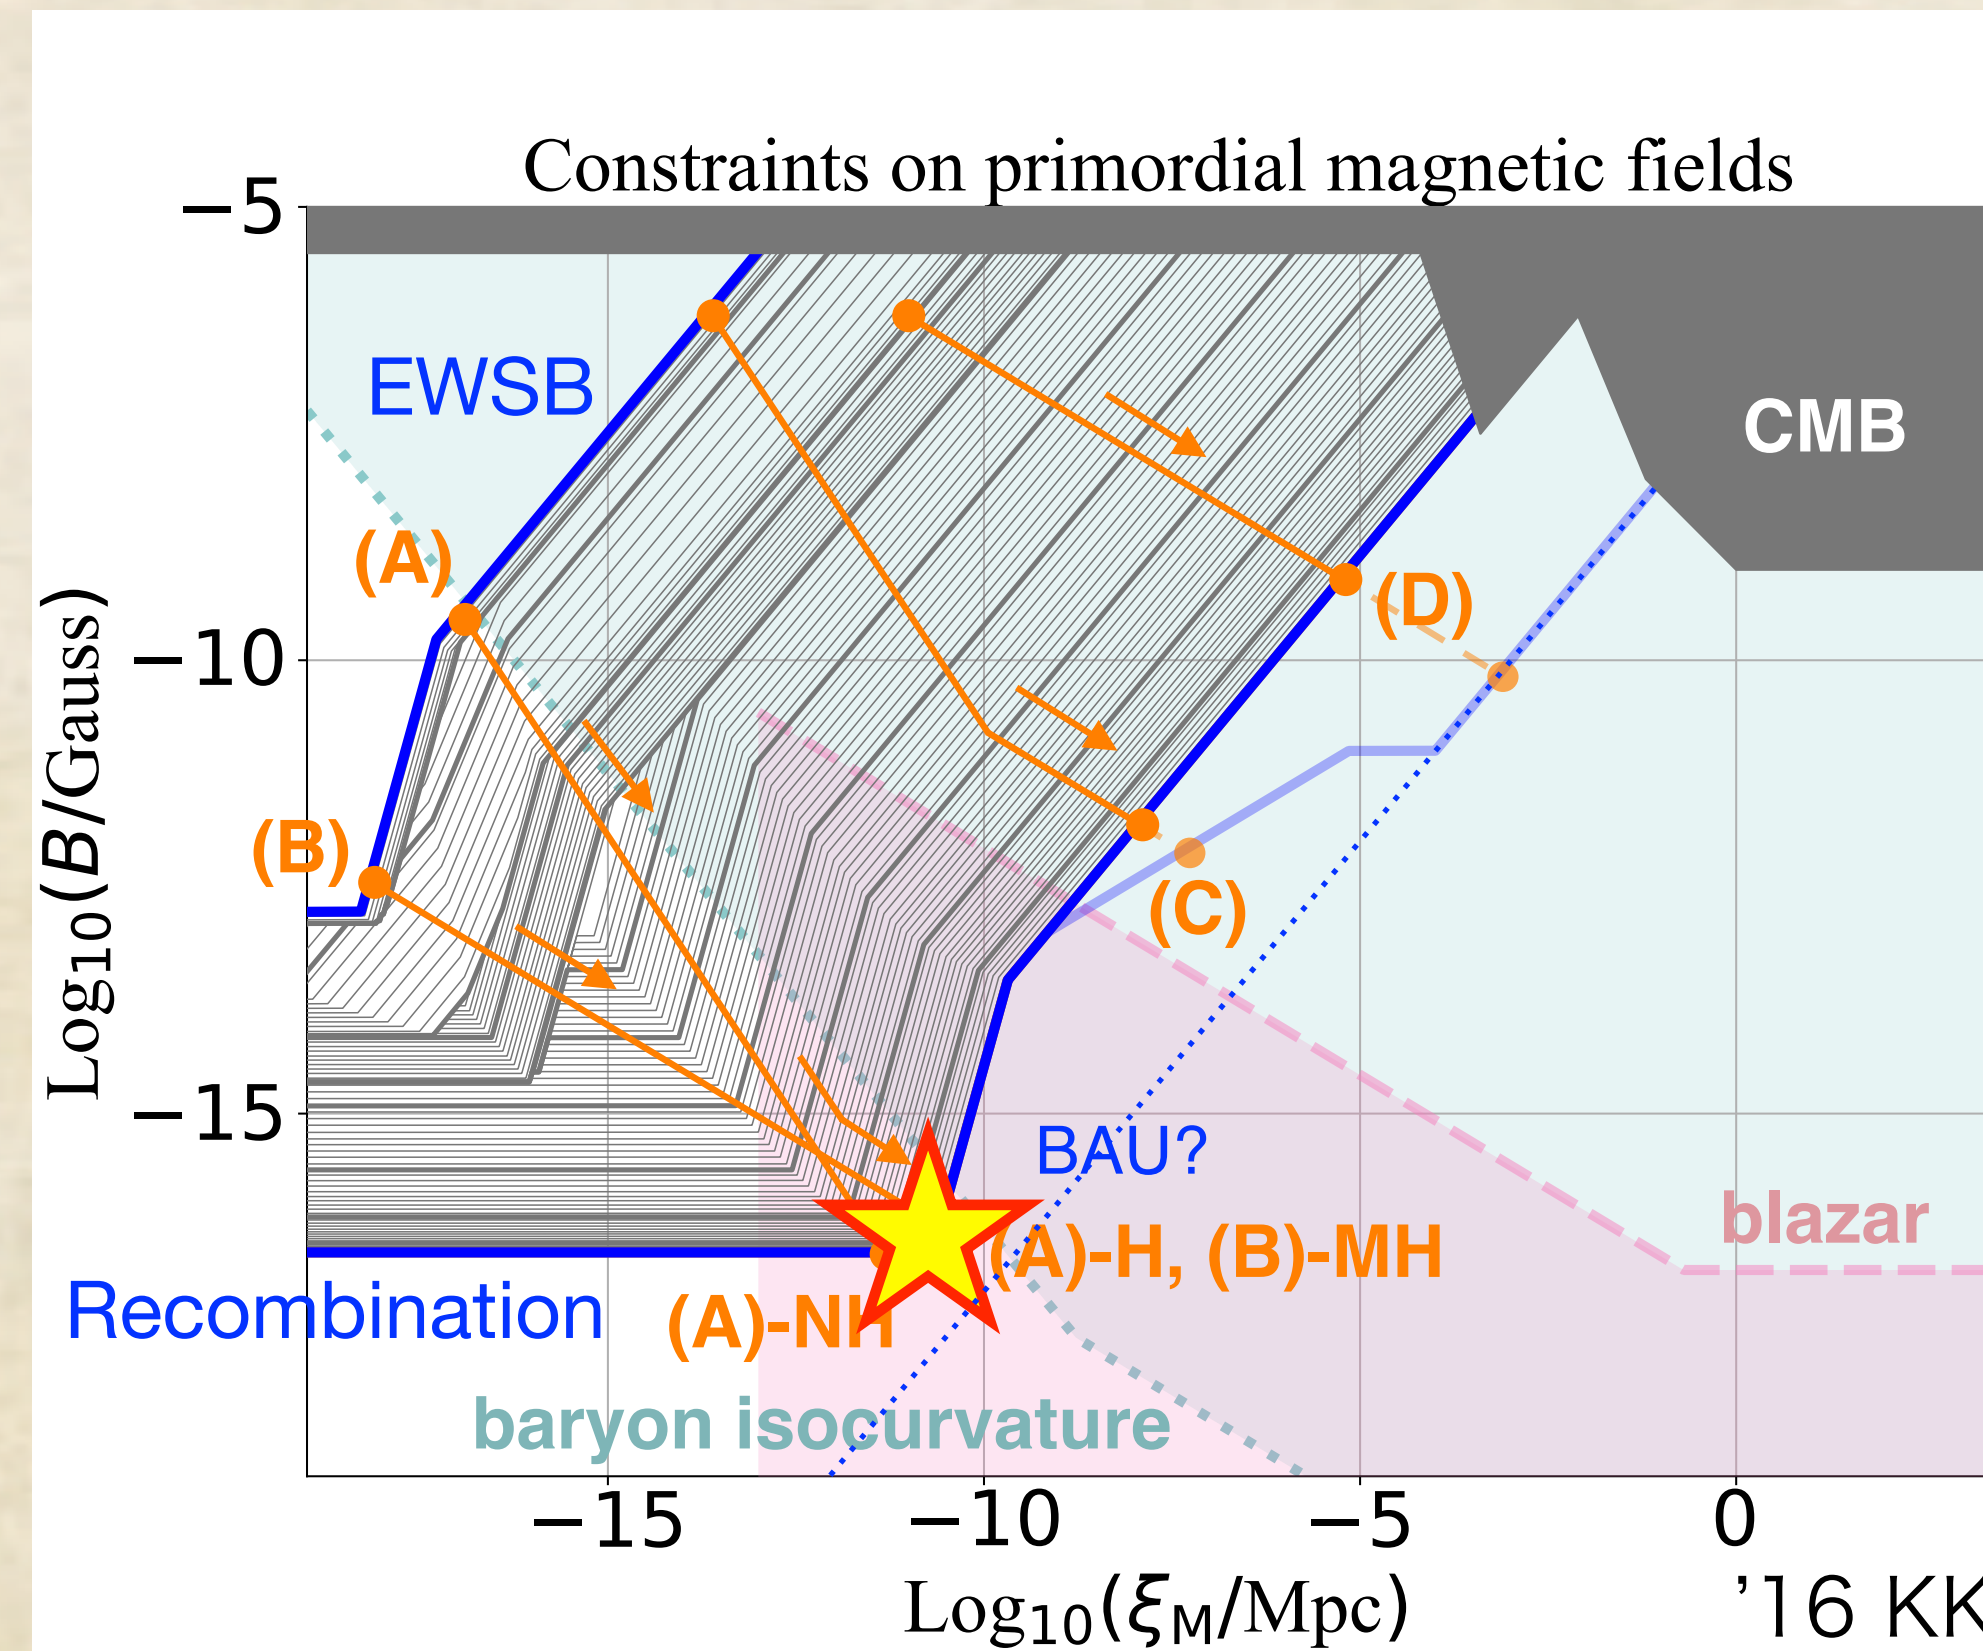 Constraints on primordial magnetic fields
−5
EWSB
CMB
(A)
(D)
−10
Log10(B/Gauss)
(B)
(C)
−15
BAU?
blazar
(A)-H, (B)-MH
Recombination
(A)-NH
baryon isocurvature
−15
−10
−5
0
Log10(ξM/Mpc)
’16 KK